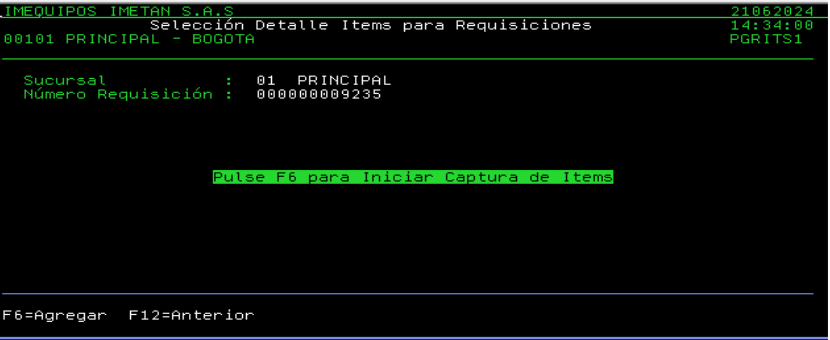 IMEQUIPOS IMETAN S.A.S 21062024
Selección Detalle Items para Requisiciones 14:34:00
00101 PRINCIPAL - BOGOTA PGRITS1
Sucursal : 01 PRINCIPAL
Número Requisición : 000000009235
Pulse F6 para Iniciar Captura de Items
F6=Agregar F12=Anterior